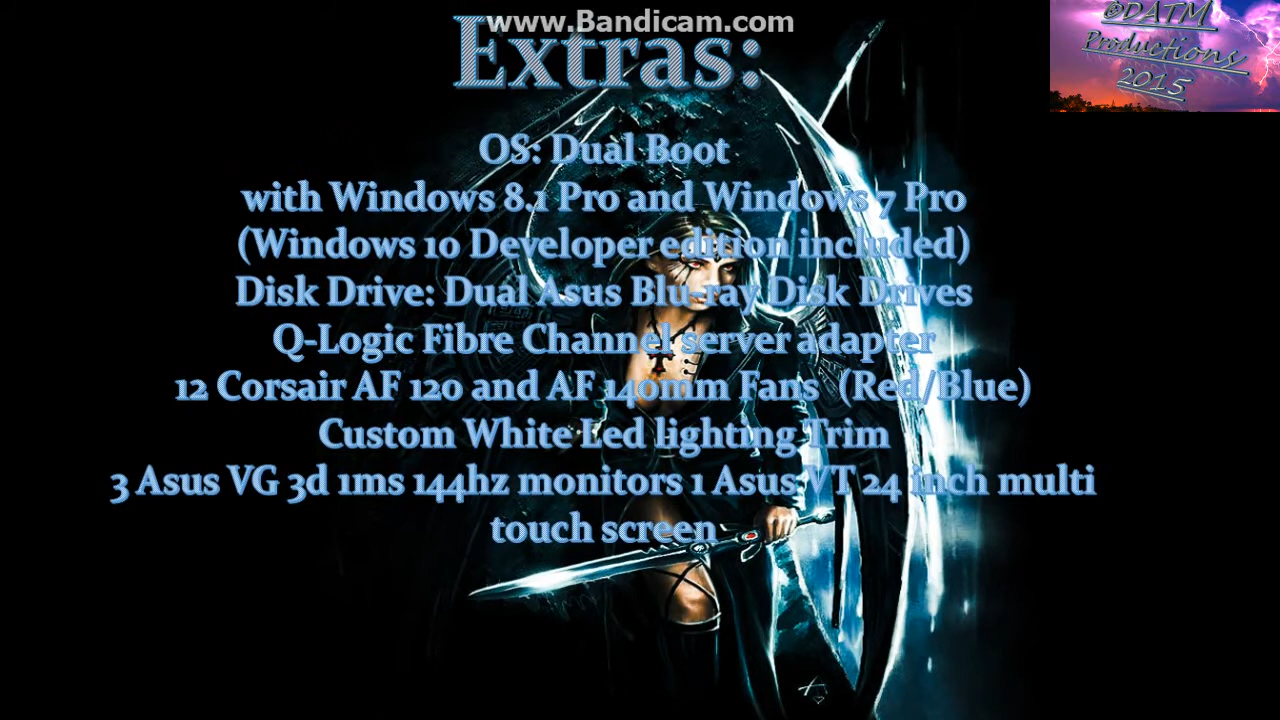 www.Bandicam.com
©DATM
Productions
2015
Extras:
OS: Dual Boot
with Windows 8.1 Pro and Windows 7 Pro
(Windows 10 Developer edition included)
Disk Drive: Dual Asus Blu-ray Disk Drives
Q-Logic Fibre Channel server adapter
12 Corsair AF 120 and AF 140mm Fans (Red/Blue)
Custom White Led lighting Trim
3 Asus VG 3d 1ms 144hz monitors 1 Asus VT 24 inch multi
touch screen